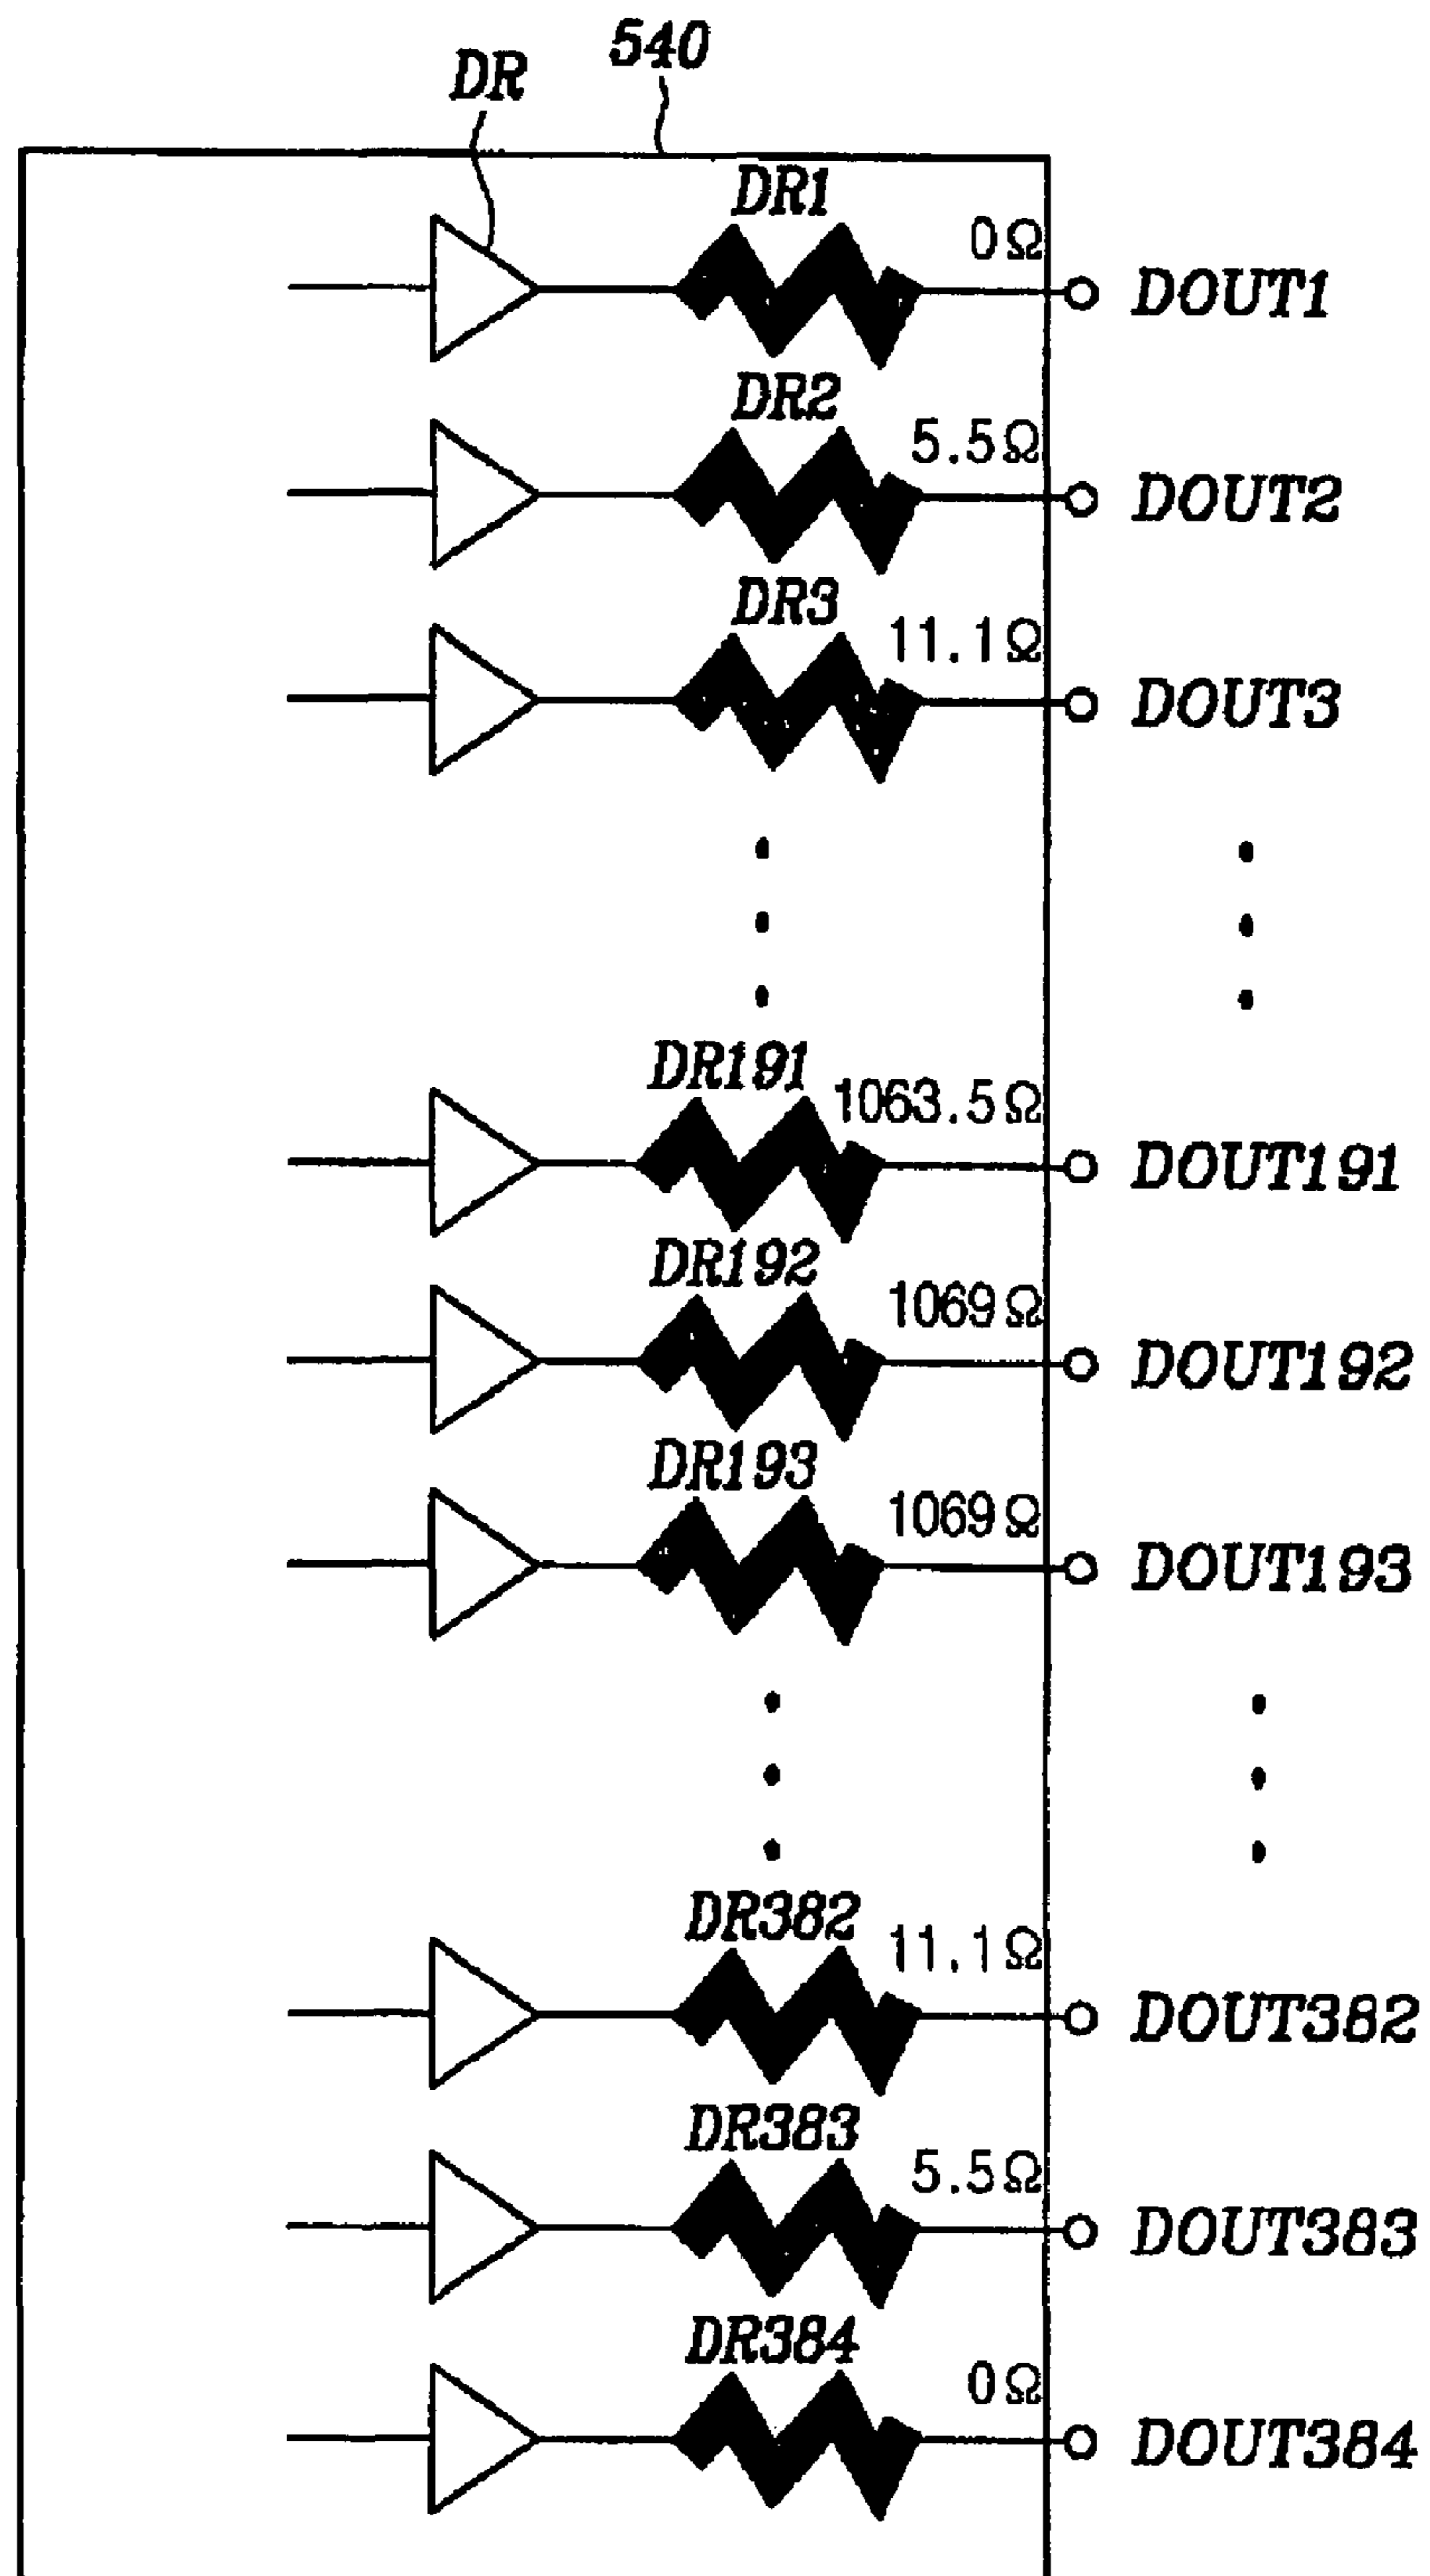 540
DR
DR1
0Ω
DOUT1
DR2
5.5Ω
DOUT2
DR3
11.1Ω
DOUT3
DR191
1063.5Ω
DOUT191
DR192
1069Ω
DOUT192
DR193
1069Ω
DOUT193
DR382
11.1Ω
DOUT382
DR383
5.5Ω
DOUT383
DR384
0Ω
DOUT384